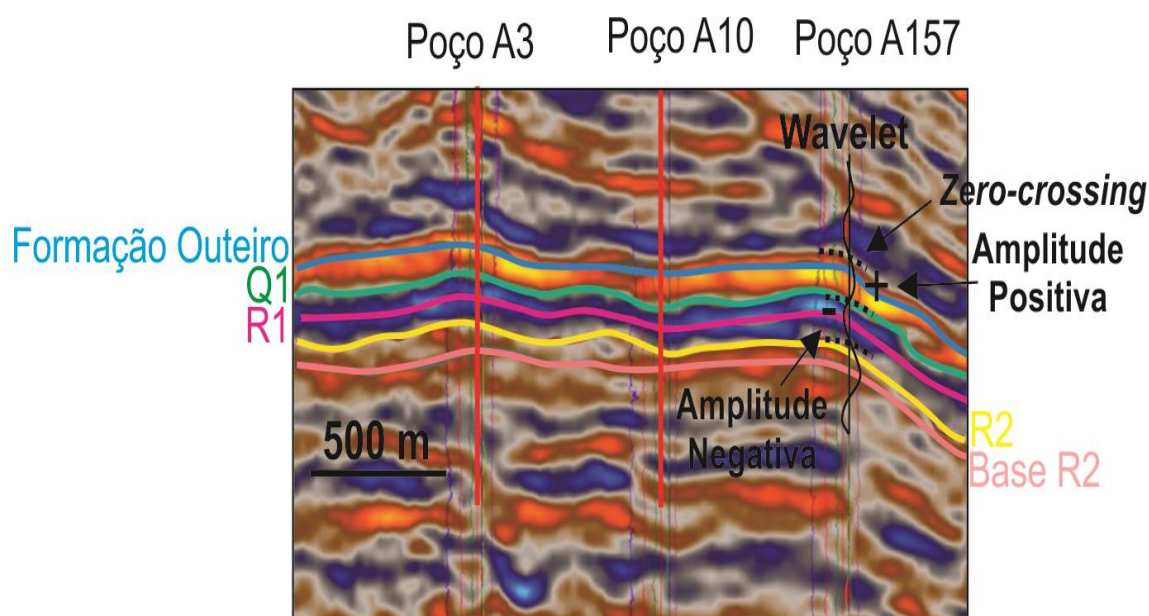 Poço A3
Poço A10
Poço A157
Wavelet
Zero-crossing
Formação Outeiro
Amplitude
Positiva
Q1
+
R1
-
Amplitude
Negativa
500 m
R2
Base R2